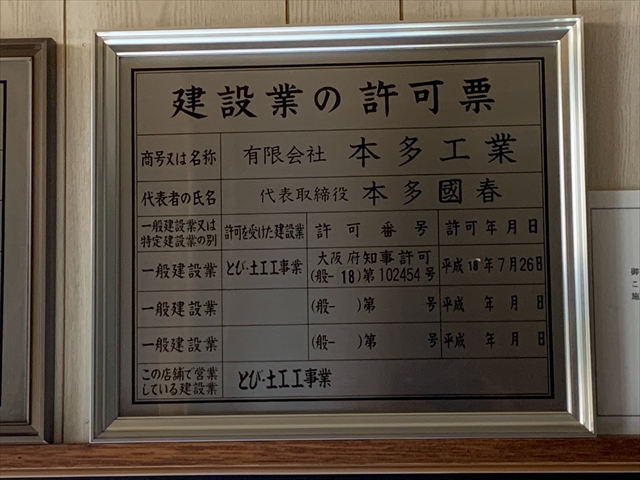 建設業の許可票
商号又は名称 有限会社 本多工業
代表者の氏名 代表取締役 本多國春
一般建設業又は
特定建設業の別 許可を受けた建設業 許可番号 許可年月日
一般建設業 とび・土工工事業 大阪府知事許可
(般-18)第102454号 平成18年7月26日
一般建設業 (般- )第 号 平成 年 月 日
一般建設業 (般- )第 号 平成 年 月 日
この店舗で営業
している建設業 とび・土工工事業